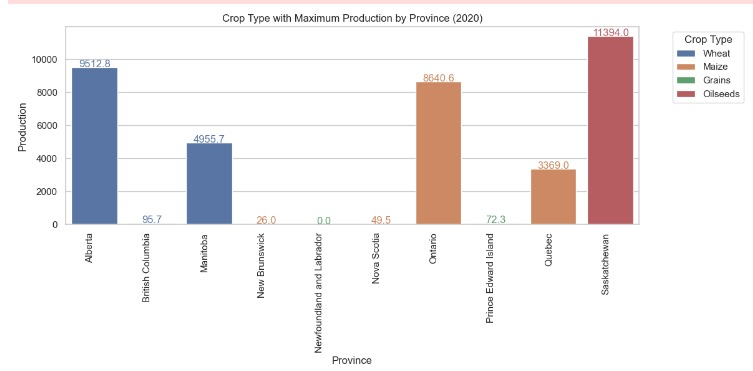 Crop Type with Maximum Production by Province (2020)
Crop Type
Wheat
Maize
Grains
Oilseeds
Production
10000
8000
6000
4000
2000
0
9512.8
95.7
4955.7
26.0
0.0
49.5
8640.6
72.3
3369.0
11394.0
Alberta
British Columbia
Manitoba
New Brunswick
Newfoundland and Labrador
Nova Scotia
Ontario
Prince Edward Island
Quebec
Saskatchewan
Province